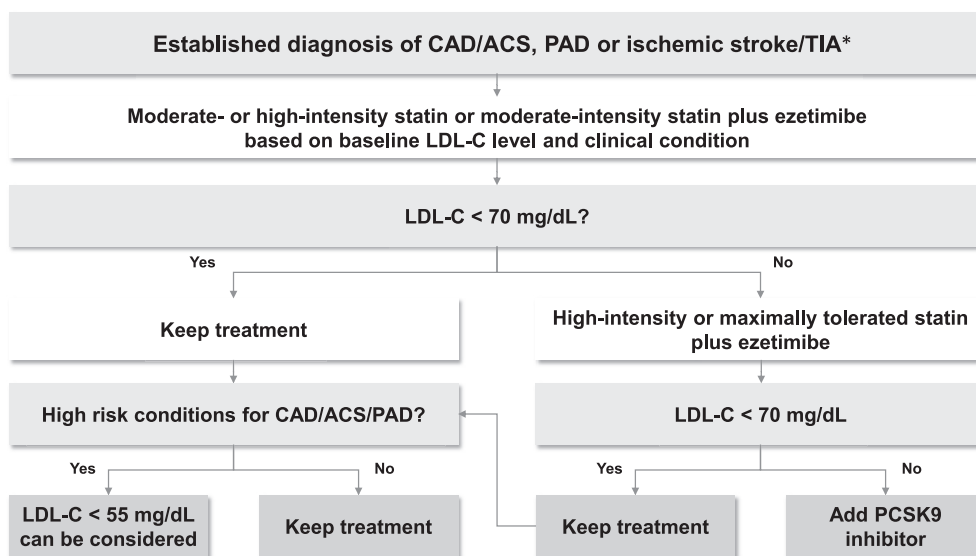 Established diagnosis of CAD/ACS, PAD or ischemic stroke/TIA*
Moderate- or high-intensity statin or moderate-intensity statin plus ezetimibe
based on baseline LDL-C level and clinical condition
LDL-C < 70 mg/dL?
Yes
No
Keep treatment
High-intensity or maximally tolerated statin
plus ezetimibe
High risk conditions for CAD/ACS/PAD?
LDL-C < 70 mg/dL
Yes
No
Yes
No
LDL-C < 55 mg/dL
can be considered
Keep treatment
Keep treatment
Add PCSK9
inhibitor